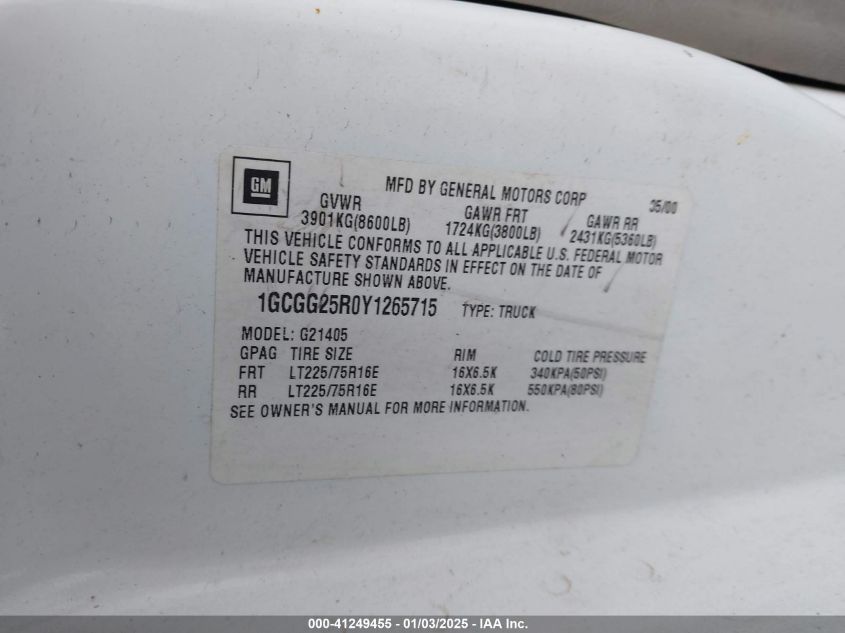 GM
MFD BY GENERAL MOTORS CORP
GVWR GAWR FRT GAWR RR
3901KG(8600LB) 1724KG(3800LB) 2431KG(5360LB)
THIS VEHICLE CONFORMS TO ALL APPLICABLE U.S. FEDERAL MOTOR
VEHICLE SAFETY STANDARDS IN EFFECT ON THE DATE OF
MANUFACTURE SHOWN ABOVE.
1GCGG25R0Y1265715 TYPE: TRUCK
MODEL: G21405
GPAG TIRE SIZE RIM COLD TIRE PRESSURE
FRT LT225/75R16E 16X6.5K 340KPA(50PSI)
RR LT225/75R16E 16X6.5K 550KPA(80PSI)
SEE OWNER'S MANUAL FOR MORE INFORMATION.
000-41249455 - 01/03/2025 - IAA Inc.